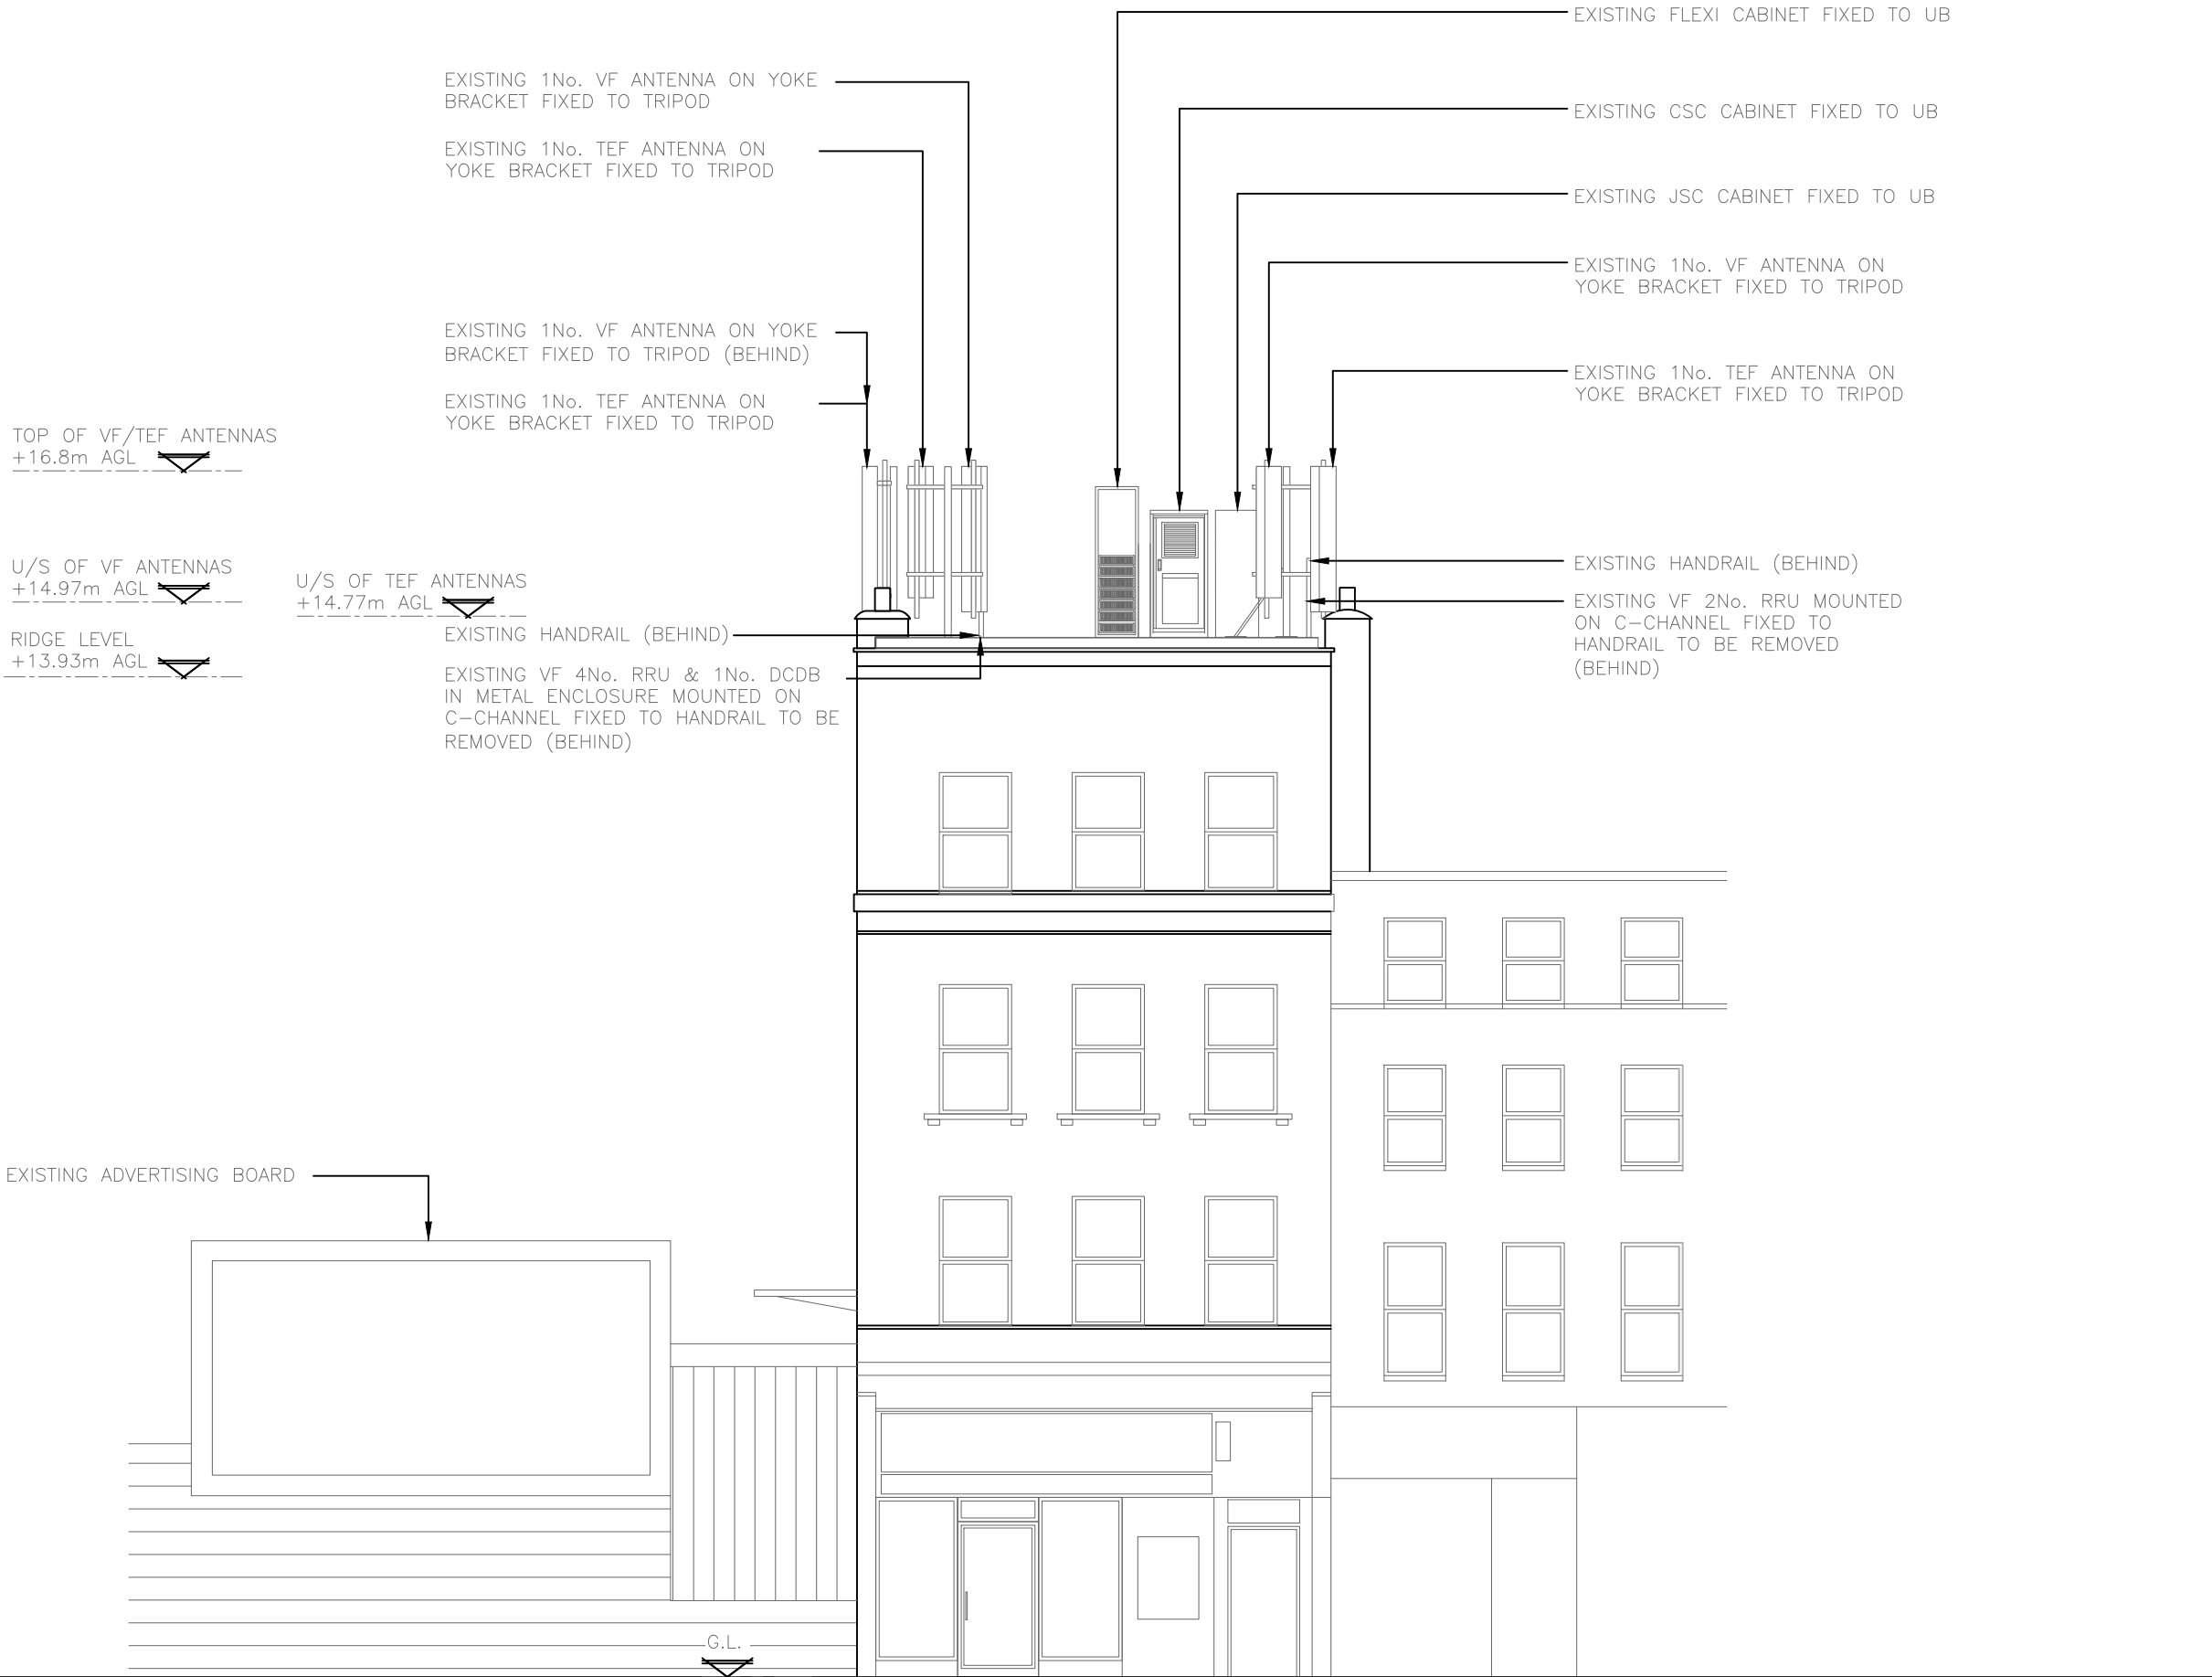 EXISTING FLEXI CABINET FIXED TO UB
EXISTING 1No. VF ANTENNA ON YOKE
BRACKET FIXED TO TRIPOD
EXISTING CSC CABINET FIXED TO UB
EXISTING 1No. TEF ANTENNA ON
YOKE BRACKET FIXED TO TRIPOD
EXISTING JSC CABINET FIXED TO UB
EXISTING 1No. VF ANTENNA ON
YOKE BRACKET FIXED TO TRIPOD
EXISTING 1No. VF ANTENNA ON YOKE
BRACKET FIXED TO TRIPOD (BEHIND)
EXISTING 1No. TEF ANTENNA ON
YOKE BRACKET FIXED TO TRIPOD
EXISTING 1No. TEF ANTENNA ON
YOKE BRACKET FIXED TO TRIPOD
TOP OF VF/TEF ANTENNAS
+16.8m AGL
U/S OF VF ANTENNAS
+14.97m AGL
U/S OF TEF ANTENNAS
+14.77m AGL
EXISTING HANDRAIL (BEHIND)
EXISTING VF 2No. RRU MOUNTED
ON C-CHANNEL FIXED TO
HANDRAIL TO BE REMOVED
(BEHIND)
RIDGE LEVEL
+13.93m AGL
EXISTING HANDRAIL (BEHIND)
EXISTING VF 4No. RRU & 1No. DCDB
IN METAL ENCLOSURE MOUNTED ON
C-CHANNEL FIXED TO HANDRAIL TO BE
REMOVED (BEHIND)
EXISTING ADVERTISING BOARD
G.L.